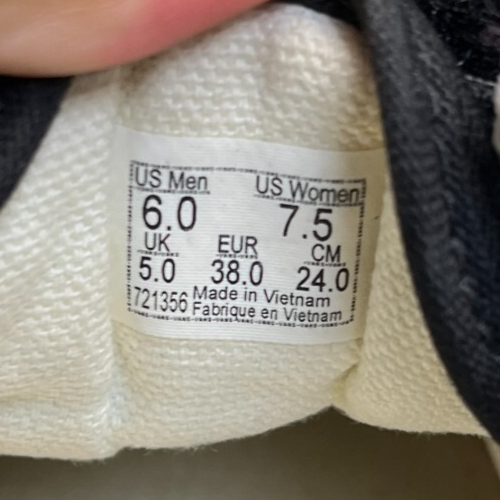 US Men US Women
6.0 7.5
UK EUR CM
5.0 38.0 24.0
721356 Made in Vietnam
Fabrique en Vietnam